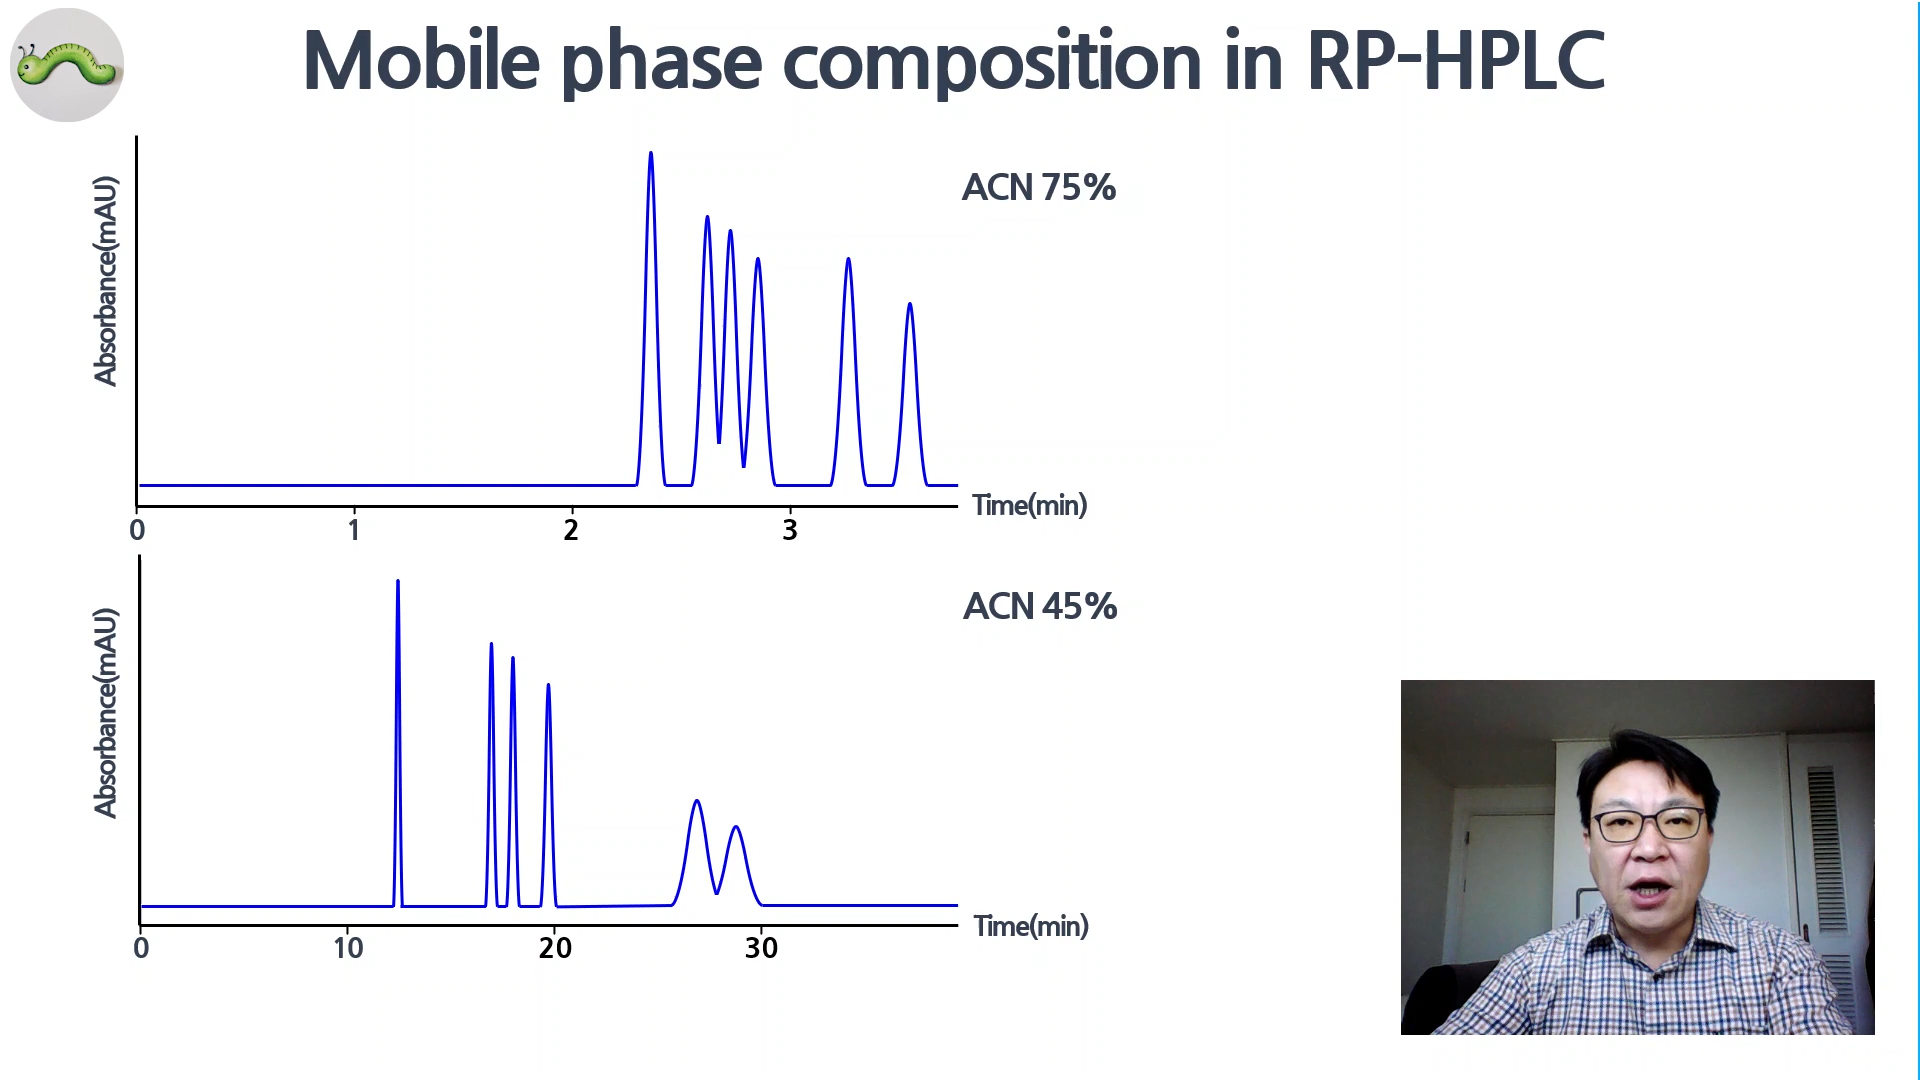 Mobile phase composition in RP-HPLC
Absorbance(mAU)
ACN 75%
Time(min)
0 1 2 3
Absorbance(mAU)
ACN 45%
Time(min)
0 10 20 30